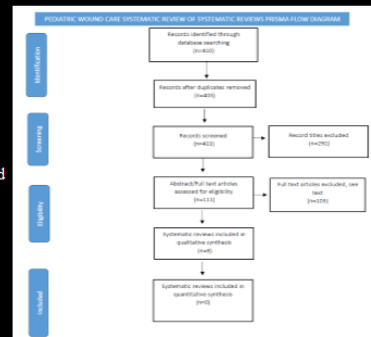 PEDIATRIC WOUND CARE SYSTEMATIC REVIEW OF SYSTEMATIC REVIEWS PRISMA FLOW DIAGRAM
Identification
Records identified through
database searching
Records after duplicates removed
Screening
Records screened
Record titles excluded
d
Eligibility
Abstract/Full text articles
assessed for eligibility
Full text articles excluded, see
text
Systematic reviews included in
qualitative synthesis
Included
Systematic reviews included in
quantitative synthesis
(n=0)